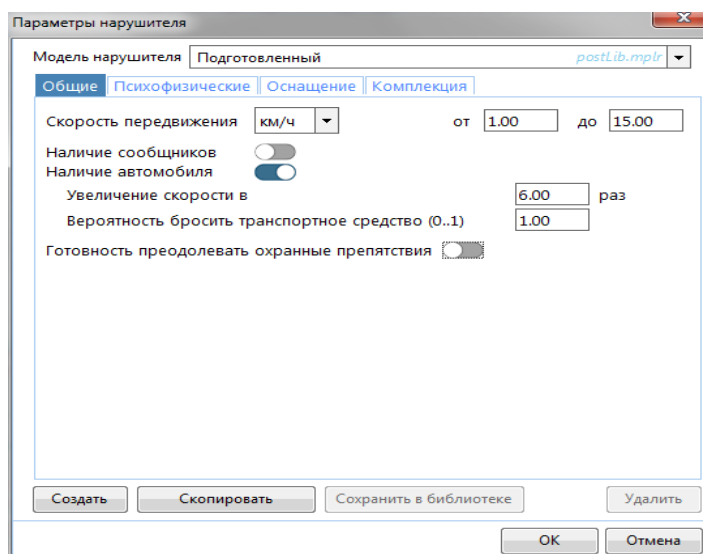 Параметры нарушителя
Модель нарушителя Подготовленный postLib.mplr
Общие Психофизические Оснащение Комплекция
Скорость передвижения км/ч от 1.00 до 15.00
Наличие сообщников
Наличие автомобиля
Увеличение скорости в 6.00 раз
Вероятность бросить транспортное средство (0..1) 1.00
Готовность преодолевать охранные препятствия
Создать Скопировать Сохранить в библиотеке Удалить
OK Отмена